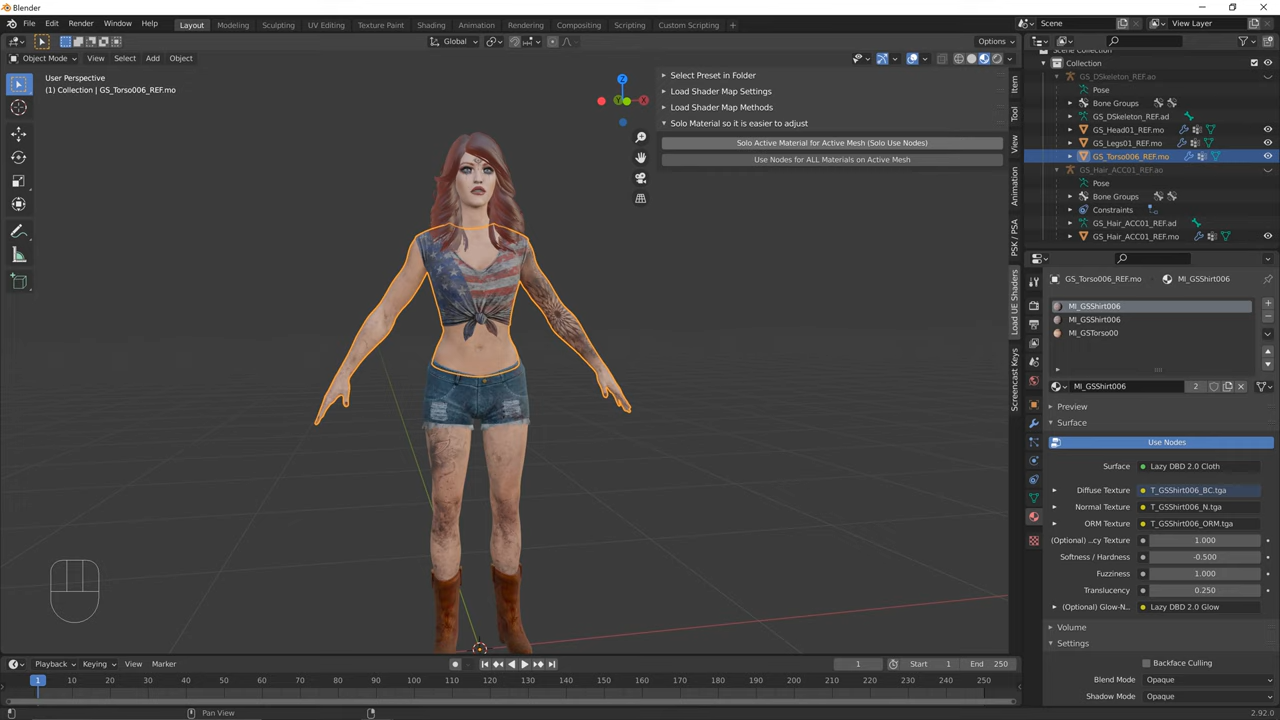 Blender
File Edit Render Window Help Layout Modeling Sculpting UV Editing Texture Paint Shading Animation Rendering Compositing Scripting Custom Scripting + Scene View Layer
Global Options
Object Mode View Select Add Object
User Perspective
(1) Collection | GS_Torso006_REF.mo
Z
X
Y
Select Preset in Folder
Load Shader Map Settings
Load Shader Map Methods
Solo Material so it is easier to adjust
Solo Active Material for Active Mesh (Solo Use Nodes)
Use Nodes for ALL Materials on Active Mesh
Item
Tool
View
Animation
PSK / PSA
Load UE Shaders
Screencast Keys
Scene Collection
Collection
GS_DSkeleton_REF.ao
Pose
Bone Groups
GS_DSkeleton_REF.ad
GS_Head01_REF.mo
GS_Legs01_REF.mo
GS_Torso006_REF.mo
GS_Hair_ACC01_REF.ao
Pose
Bone Groups
Constraints
GS_Hair_ACC01_REF.ad
GS_Hair_ACC01_REF.mo
GS_Torso006_REF.mo MI_GSShirt006
MI_GSShirt006
MI_GSShirt006
MI_GSTorso00
MI_GSShirt006 2
Preview
Surface
Use Nodes
Surface Lazy DBD 2.0 Cloth
Diffuse Texture T_GSShirt006_BC.tga
Normal Texture T_GSShirt006_N.tga
ORM Texture T_GSShirt006_ORM.tga
(Optional) ...cy Texture 1.000
Softness / Hardness -0.500
Fuzziness 1.000
Translucency 0.250
(Optional) Glow-N... Lazy DBD 2.0 Glow
Volume
Settings
Backface Culling
Blend Mode Opaque
Shadow Mode Opaque
Playback Keying View Marker 1 Start 1 End 250
1 10 20 30 40 50 60 70 80 90 100 110 120 130 140 150 160 170 180 190 200 210 220 230 240 250
Pan View 2.92.0